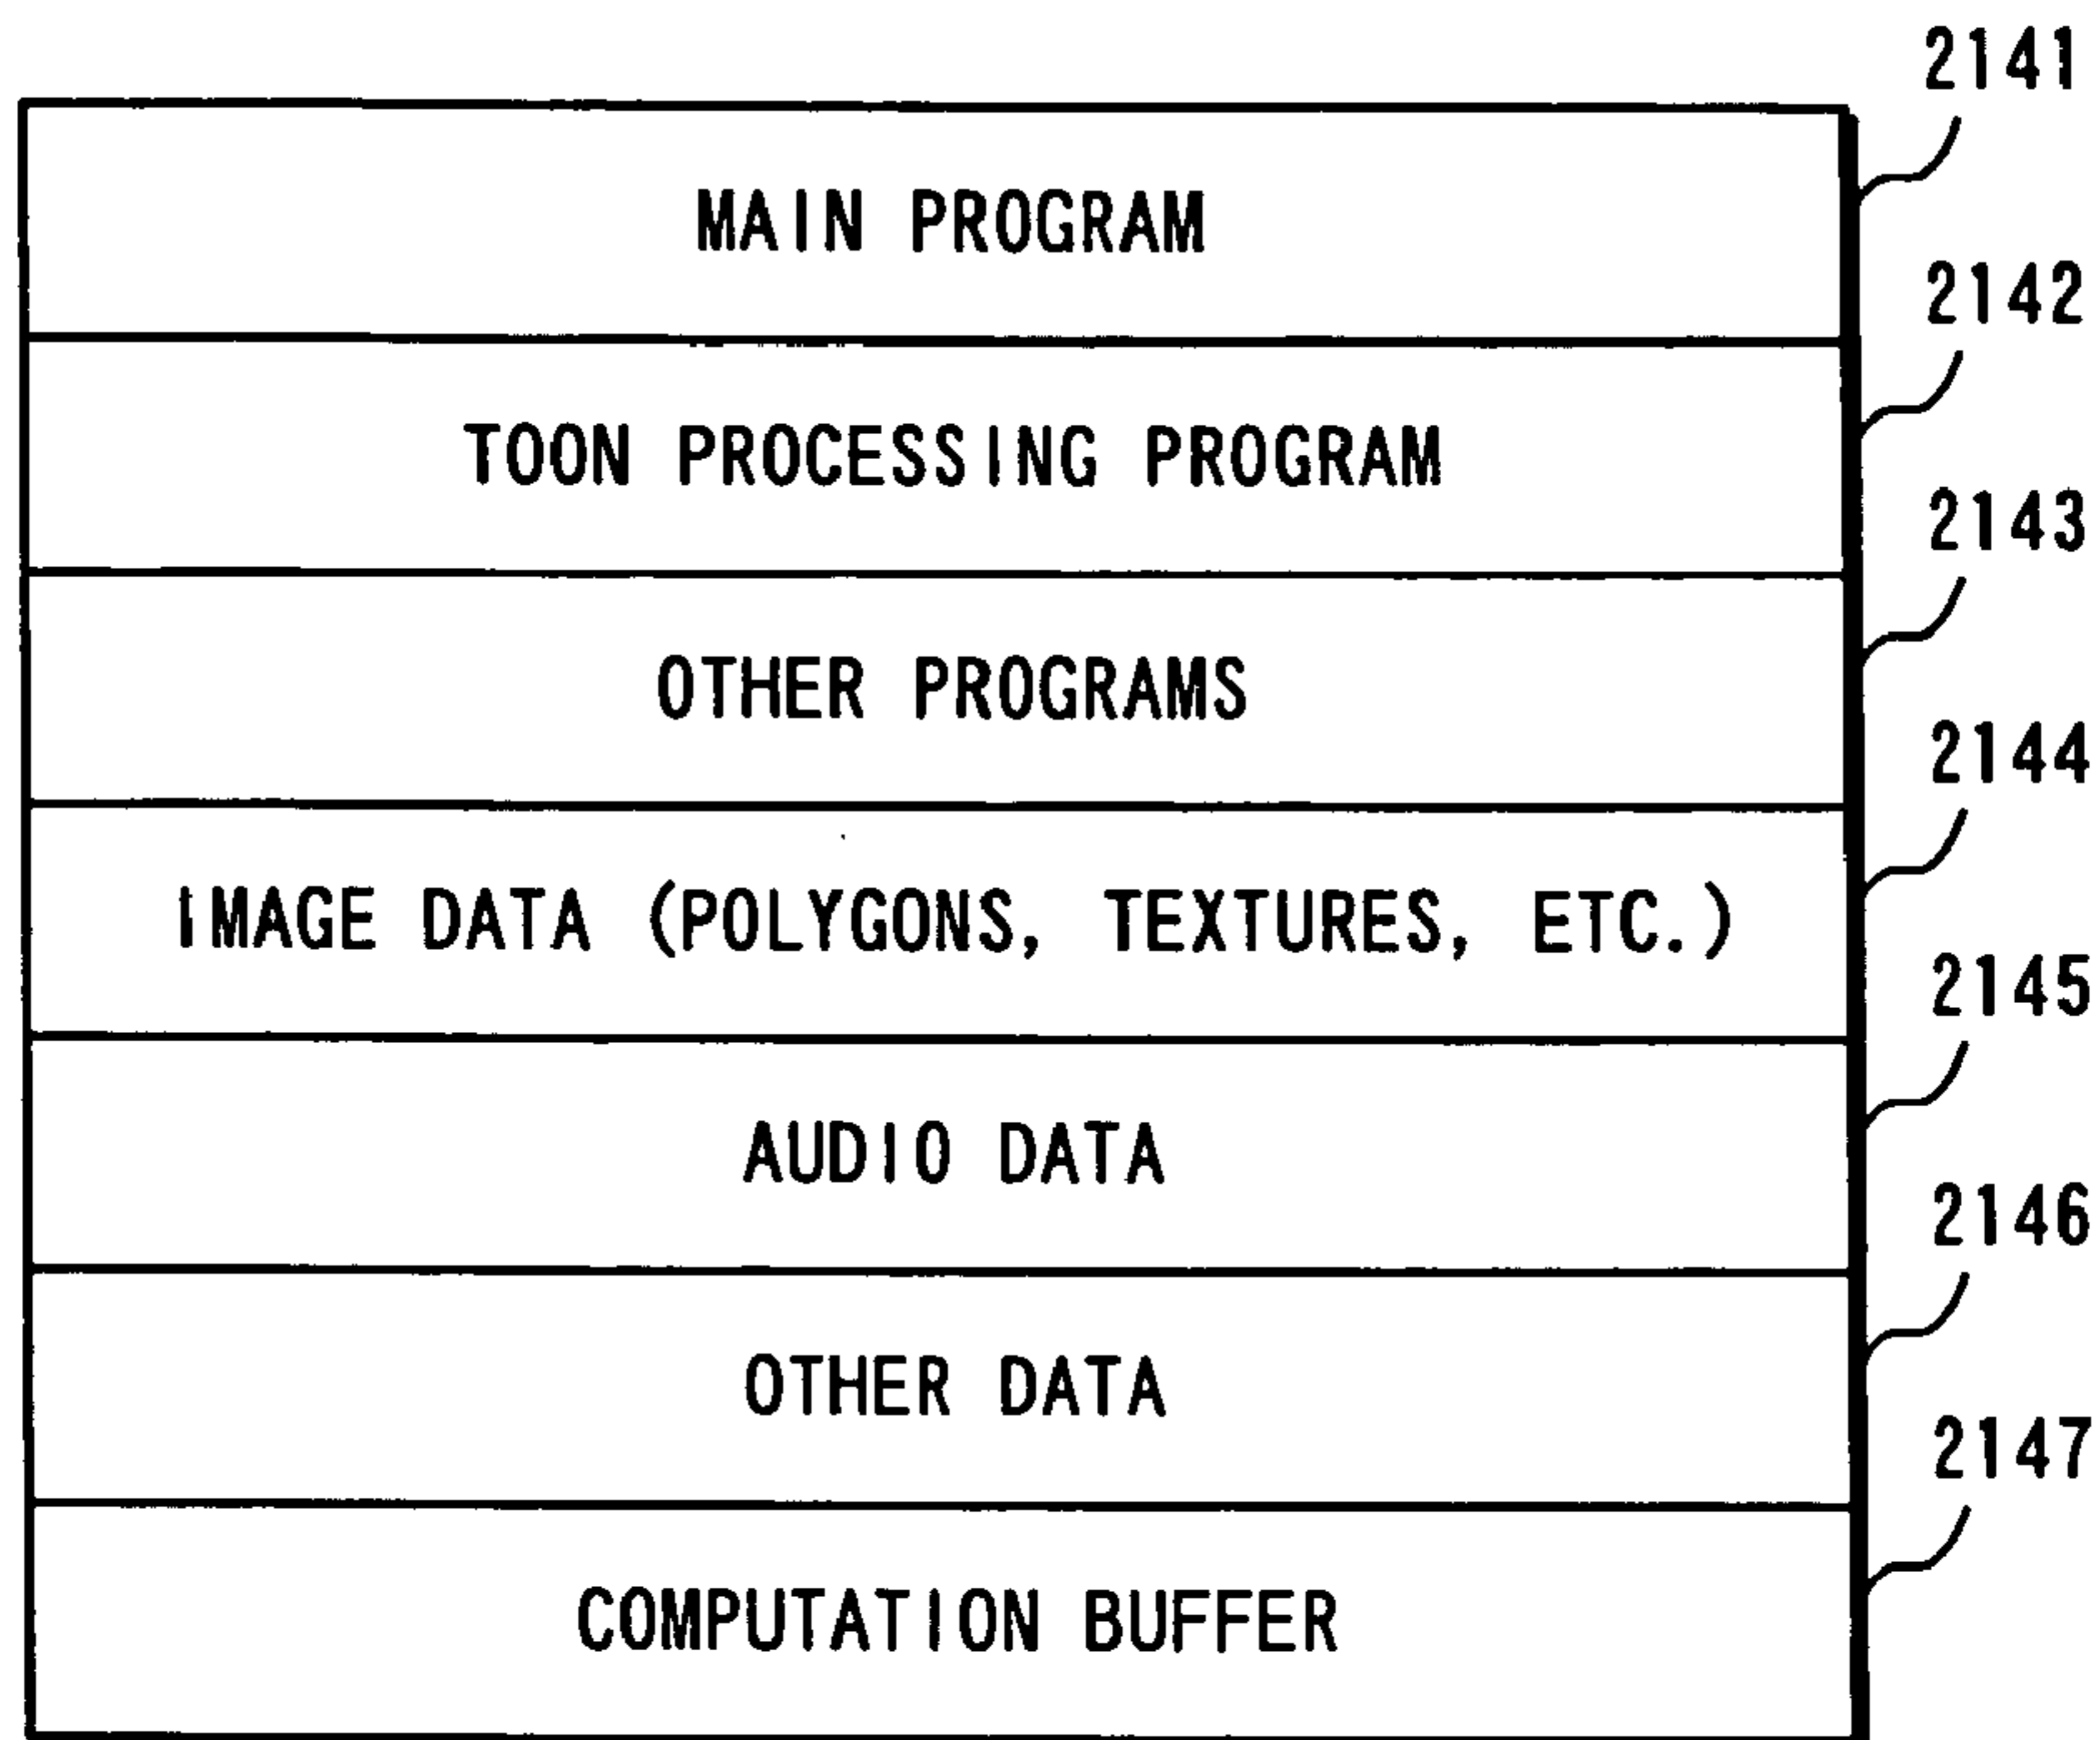 2141
MAIN PROGRAM
2142
TOON PROCESSING PROGRAM
2143
OTHER PROGRAMS
2144
IMAGE DATA (POLYGONS, TEXTURES, ETC.)
2145
AUDIO DATA
2146
OTHER DATA
2147
COMPUTATION BUFFER